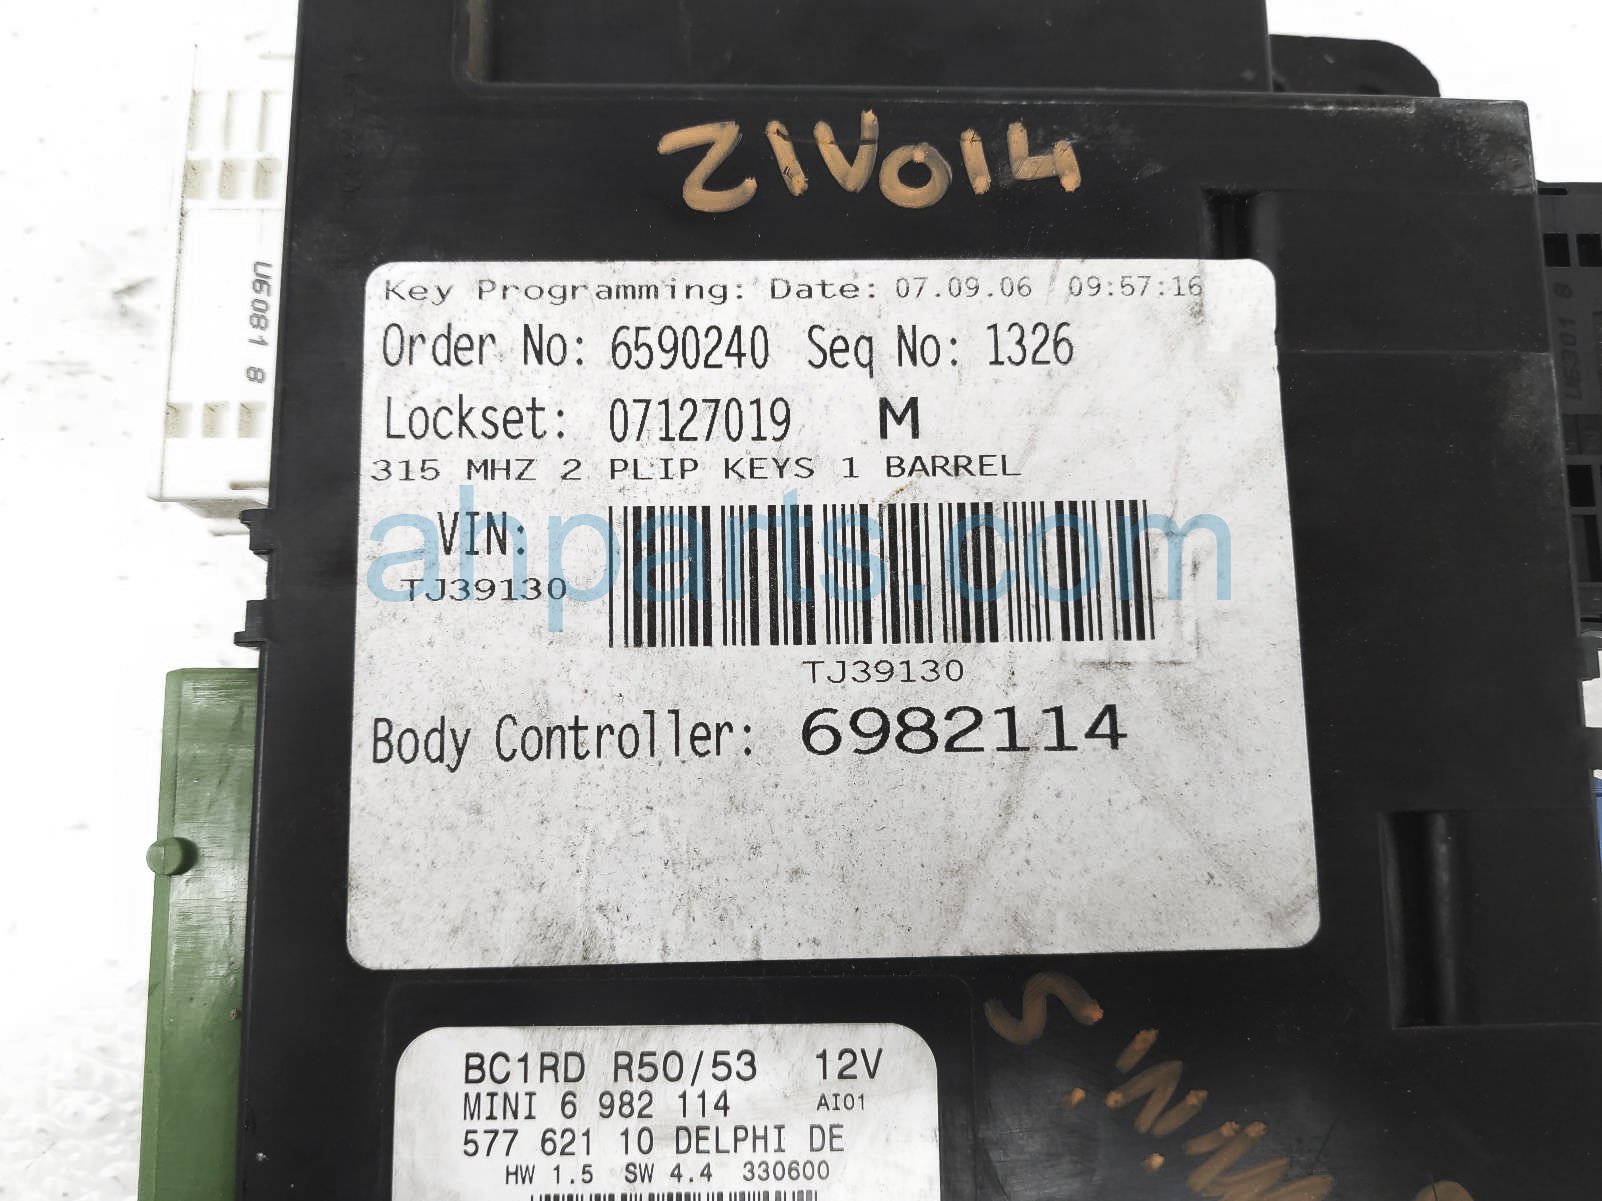 ZIVO14
U6081 8
U6301 8
Key Programming: Date: 07.09.06 09:57:16
Order No: 6590240 Seq No: 1326
Lockset: 07127019 M
315 MHZ 2 PLIP KEYS 1 BARREL
VIN:
TJ39130
TJ39130
ahparts.com
Body Controller: 6982114
BC1RD R50/53 12V
MINI 6 982 114 AI01
577 621 10 DELPHI DE
HW 1.5 SW 4.4 330600